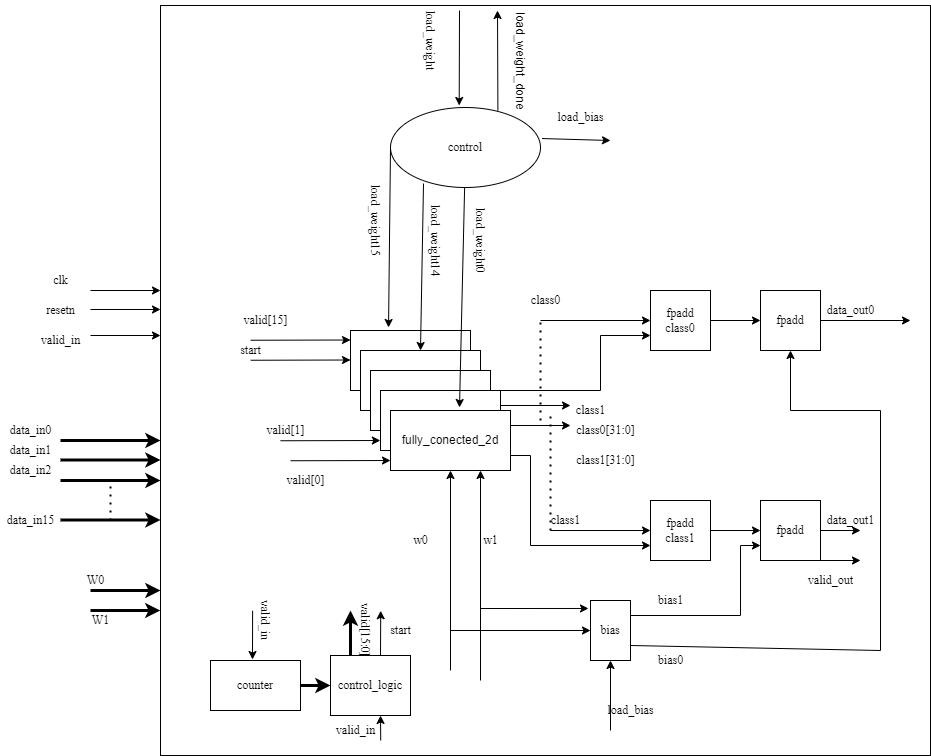 load_weight
load_weight_done
load_bias
control
load_weight15
load_weight14
load_weight0
clk
resetn
valid_in
class0
valid[15]
start
fpadd
class0
fpadd
data_out0
class1
class0[31:0]
class1[31:0]
valid[1]
fully_conected_2d
valid[0]
data_in0
data_in1
data_in2
data_in15
class1
fpadd
class1
fpadd
data_out1
valid_out
w0
w1
W0
W1
bias1
bias
bias0
load_bias
valid_in
valid[15:0]
start
counter
control_logic
valid_in